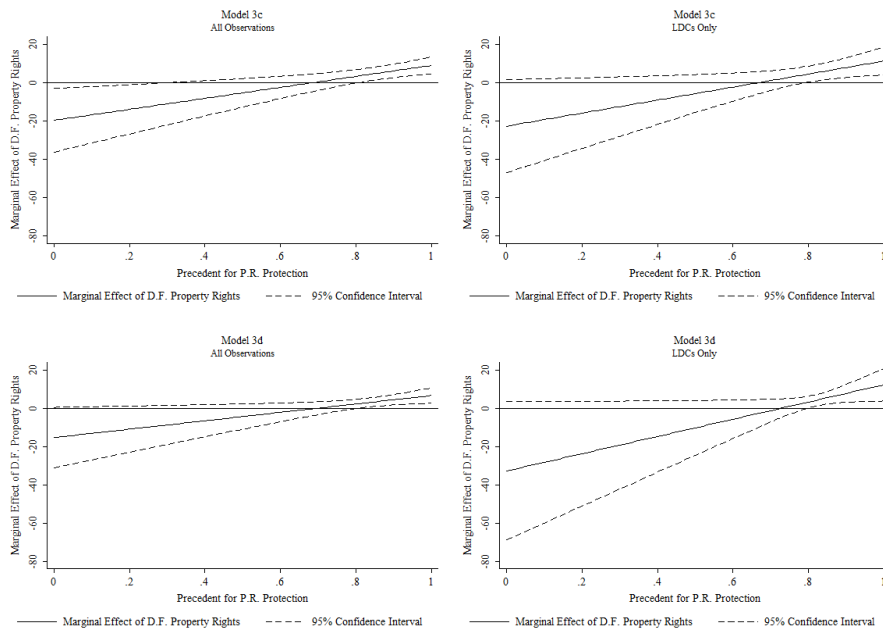 Model 3c
All Observations
Marginal Effect of D.F. Property Rights
20
0
-20
-40
-60
-80
0 .2 .4 .6 .8 1
Precedent for P.R. Protection
Marginal Effect of D.F. Property Rights 95% Confidence Interval
Model 3c
LDCs Only
Marginal Effect of D.F. Property Rights
20
0
-20
-40
-60
-80
0 .2 .4 .6 .8 1
Precedent for P.R. Protection
Marginal Effect of D.F. Property Rights 95% Confidence Interval
Model 3d
All Observations
Marginal Effect of D.F. Property Rights
20
0
-20
-40
-60
-80
0 .2 .4 .6 .8 1
Precedent for P.R. Protection
Marginal Effect of D.F. Property Rights 95% Confidence Interval
Model 3d
LDCs Only
Marginal Effect of D.F. Property Rights
20
0
-20
-40
-60
-80
0 .2 .4 .6 .8 1
Precedent for P.R. Protection
Marginal Effect of D.F. Property Rights 95% Confidence Interval